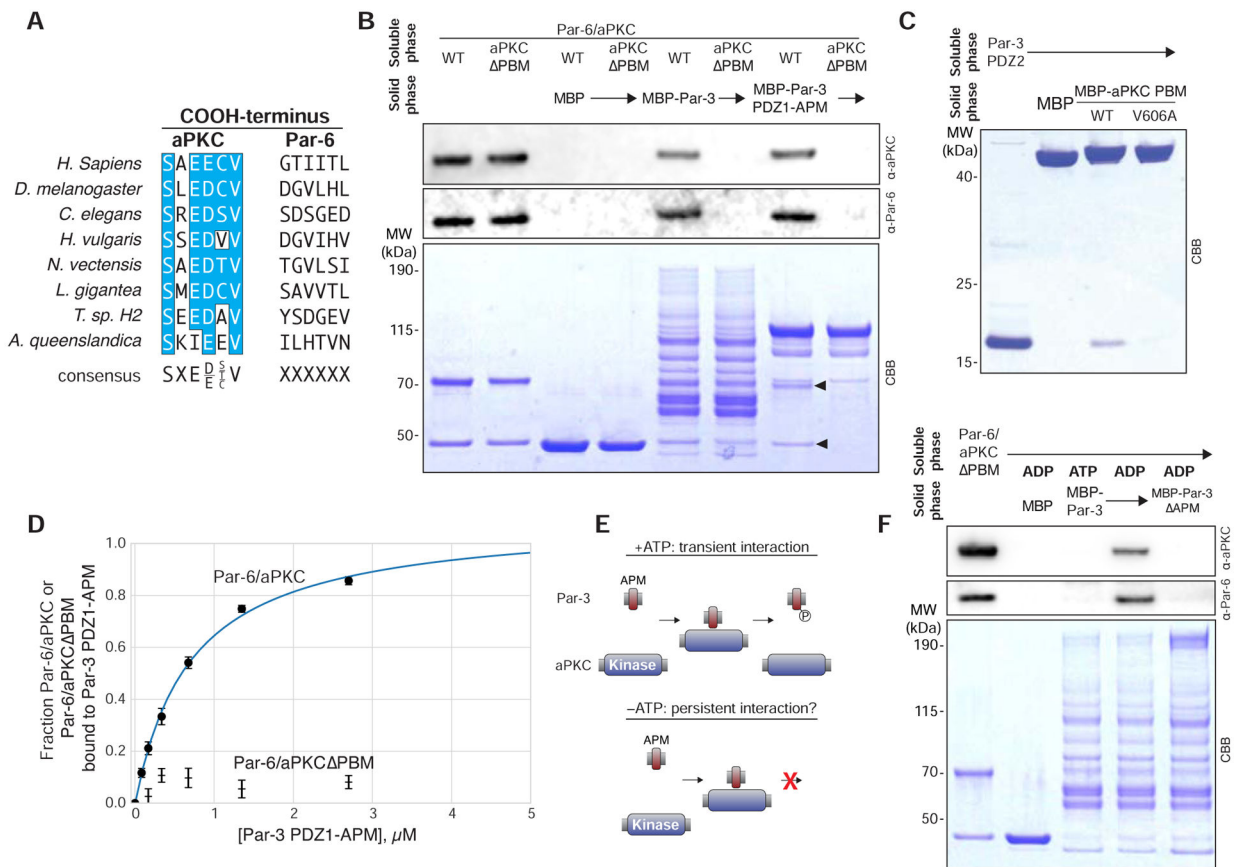 A
COOH-terminus
aPKC Par-6
H. Sapiens SAEECV GTIITL
D. melanogaster SLEDCV DGVLHL
C. elegans SREDSV SDSGED
H. vulgaris SSEDVV DGVIHV
N. vectensis SAEDTV TGVLSI
L. gigantea SMEDCV SAVVTL
T. sp. H2 SEEDAV YSDGEV
A. queenslandica SKIEEV ILHTVN
consensus SXE D/E S/T/C V XXXXXX
B
Soluble phase
Par-6/aPKC
WT aPKC ΔPBM WT aPKC ΔPBM WT aPKC ΔPBM WT aPKC ΔPBM
Solid phase
MBP MBP-Par-3 MBP-Par-3 PDZ1-APM
α-aPKC
α-Par-6
MW (kDa)
190-
115-
70-
50-
CBB
C
Soluble phase
Par-3 PDZ2
Solid phase
MBP MBP-aPKC PBM
WT V606A
MW (kDa)
40-
25-
15-
CBB
D
Fraction Par-6/aPKC or
Par-6/aPKCΔPBM
bound to Par-3 PDZ1-APM
1.0
0.8
0.6
0.4
0.2
0.0
Par-6/aPKC
Par-6/aPKCΔPBM
0 1 2 3 4 5
[Par-3 PDZ1-APM], μM
E
+ATP: transient interaction
APM
Par-3
P
aPKC
Kinase
–ATP: persistent interaction?
APM
X
Kinase
F
Soluble phase
Par-6/
aPKC
ΔPBM
ADP ATP ADP ADP
Solid phase
MBP MBP-Par-3 MBP-Par-3 ΔAPM
α-aPKC
α-Par-6
MW (kDa)
190-
115-
70-
50-
CBB